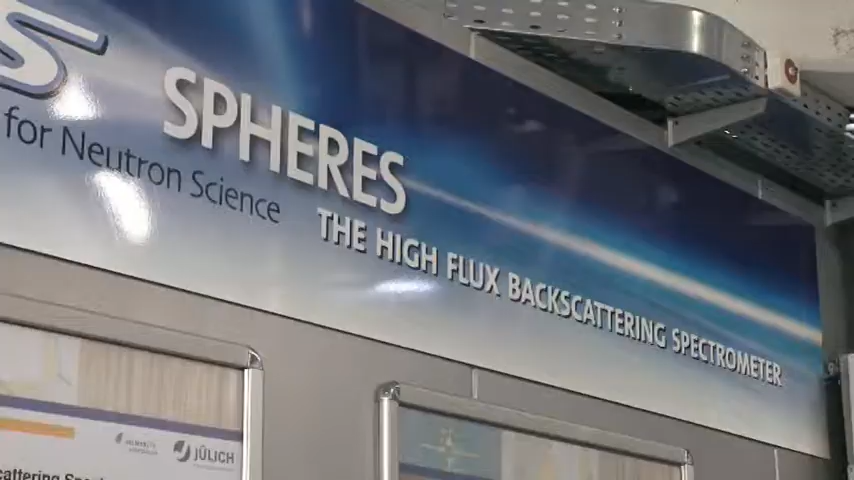 S
SPHERES
for Neutron Science
THE HIGH FLUX BACKSCATTERING SPECTROMETER
JÜLICH